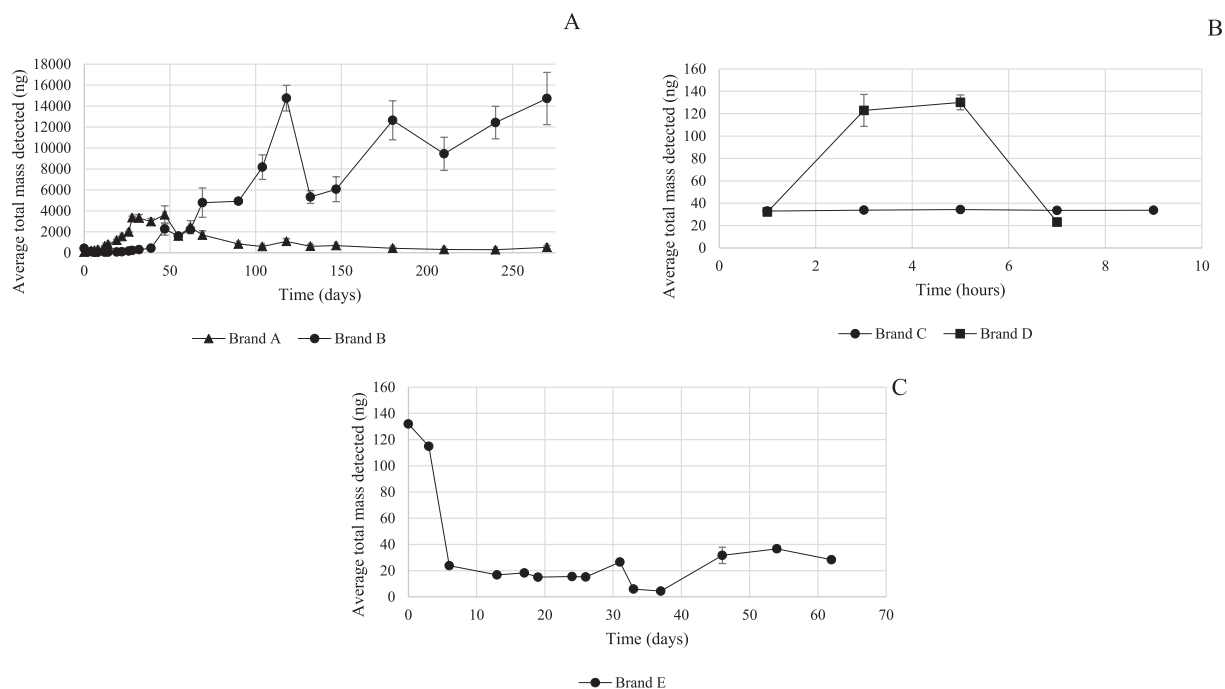 A
Average total mass detected (ng)
18000
16000
14000
12000
10000
8000
6000
4000
2000
0
0 50 100 150 200 250
Time (days)
Brand A Brand B
B
Average total mass detected (ng)
160
140
120
100
80
60
40
20
0
0 2 4 6 8 10
Time (hours)
Brand C Brand D
C
Average total mass detected (ng)
160
140
120
100
80
60
40
20
0
0 10 20 30 40 50 60 70
Time (days)
Brand E